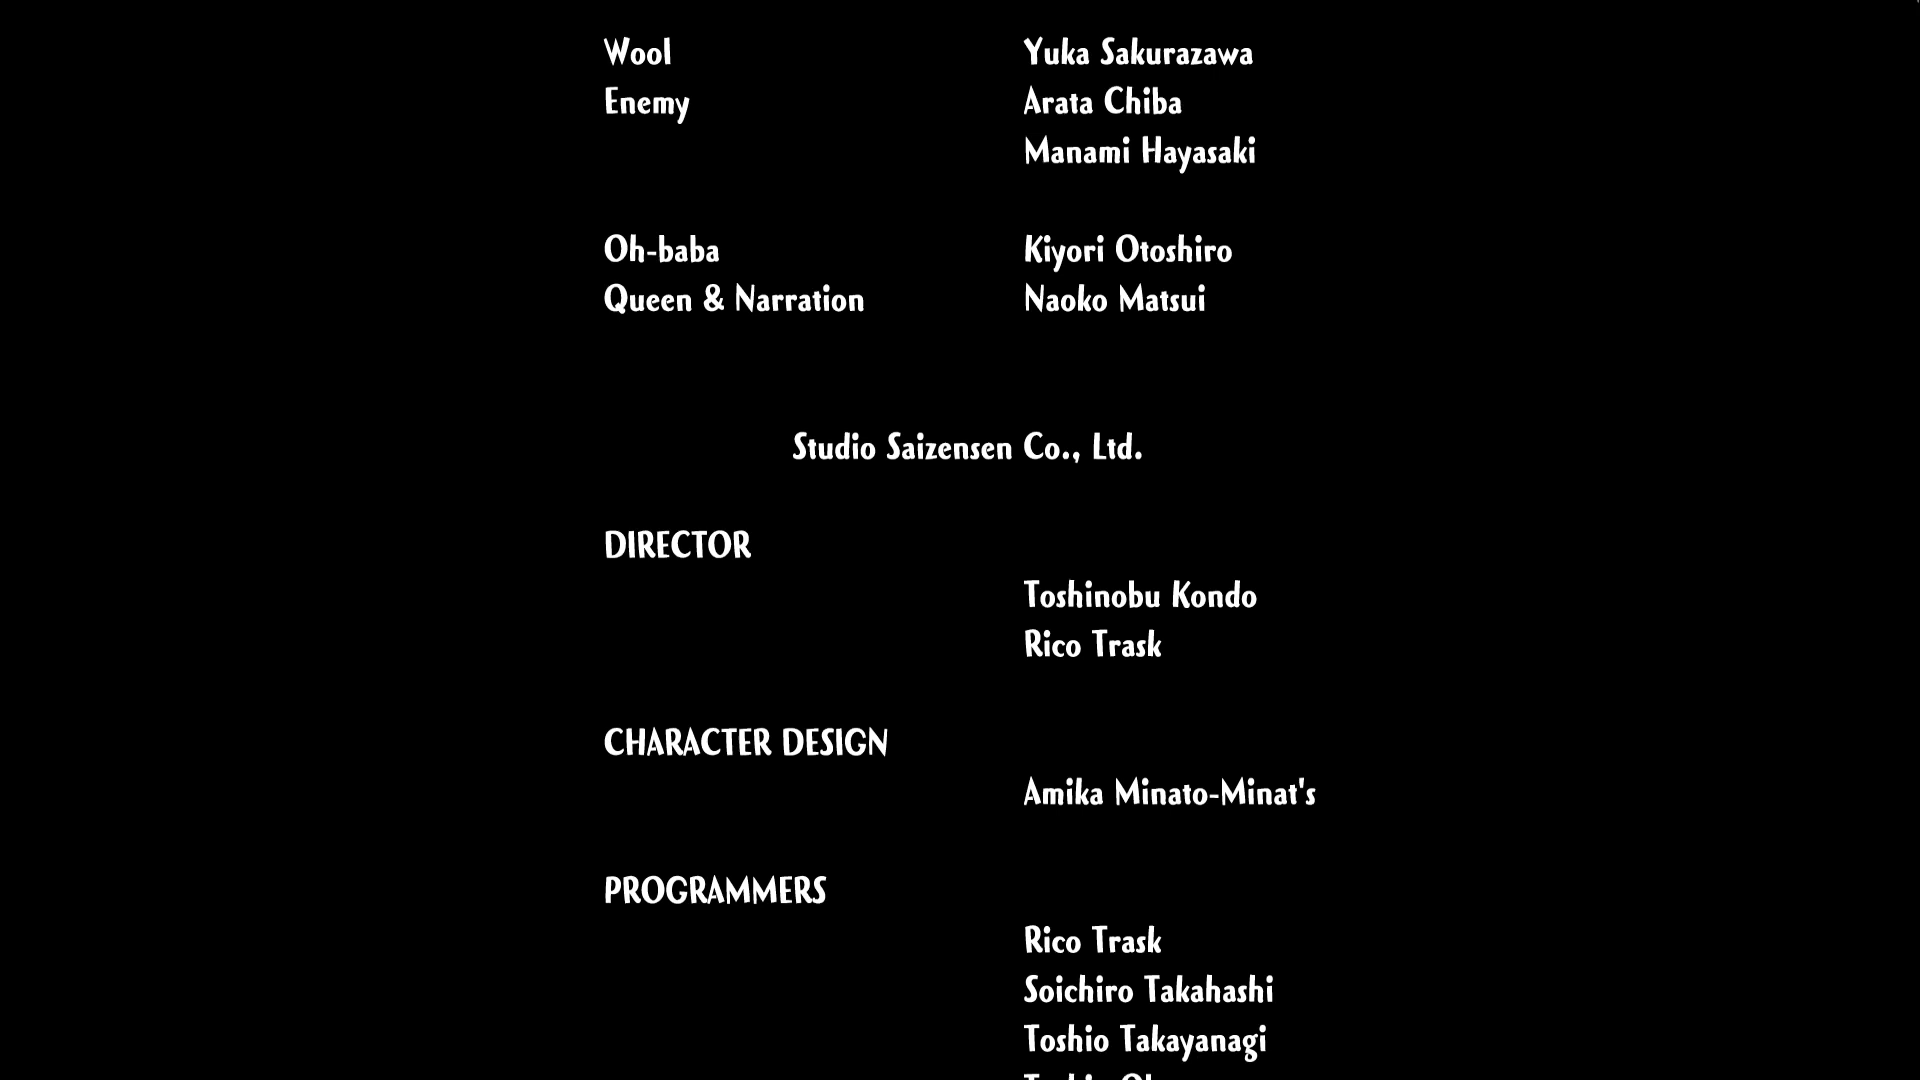 Wool Yuka Sakurazawa
Enemy Arata Chiba
Manami Hayasaki
Oh-baba Kiyori Otoshiro
Queen & Narration Naoko Matsui
Studio Saizensen Co., Ltd.
DIRECTOR
Toshinobu Kondo
Rico Trask
CHARACTER DESIGN
Amika Minato-Minat's
PROGRAMMERS
Rico Trask
Soichiro Takahashi
Toshio Takayanagi